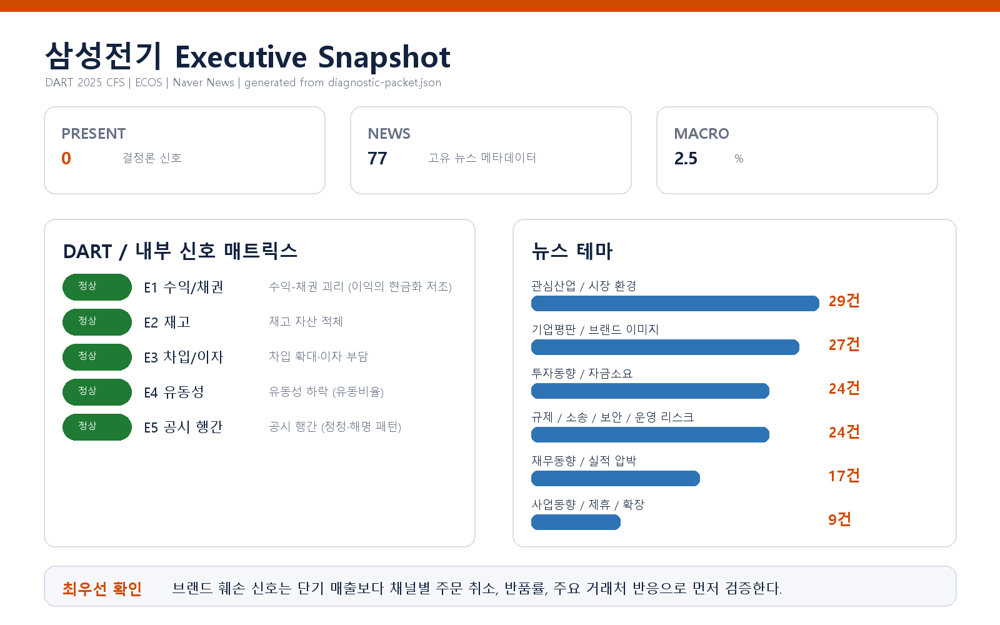 삼성전기 Executive Snapshot
DART 2025 CFS | ECOS | Naver News | generated from diagnostic-packet.json
PRESENT
0 결정론 신호
NEWS
77 고유 뉴스 메타데이터
MACRO
2.5 %
DART / 내부 신호 매트릭스
정상 E1 수익/채권 수익-채권 괴리 (이익의 현금화 저조)
정상 E2 재고 재고 자산 적체
정상 E3 차입/이자 차입 확대·이자 부담
정상 E4 유동성 유동성 하락 (유동비율)
정상 E5 공시 행간 공시 행간 (정정·해명 패턴)
뉴스 테마
관심산업 / 시장 환경
29건
기업평판 / 브랜드 이미지
27건
투자동향 / 자금소요
24건
규제 / 소송 / 보안 / 운영 리스크
24건
재무동향 / 실적 압박
17건
사업동향 / 제휴 / 확장
9건
최우선 확인 브랜드 훼손 신호는 단기 매출보다 채널별 주문 취소, 반품률, 주요 거래처 반응으로 먼저 검증한다.